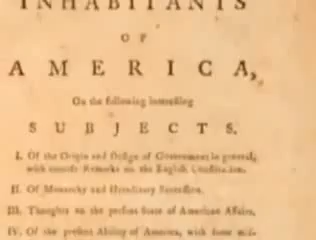 INHABITANTS
OF
AMERICA,
On the following interesting
SUBJECTS.
I. Of the Origin and Design of Government in general,
with concise Remarks on the English Constitution.
II. Of Monarchy and Hereditary Succession.
III. Thoughts on the present State of American Affairs.
IV. Of the present Ability of America, with some